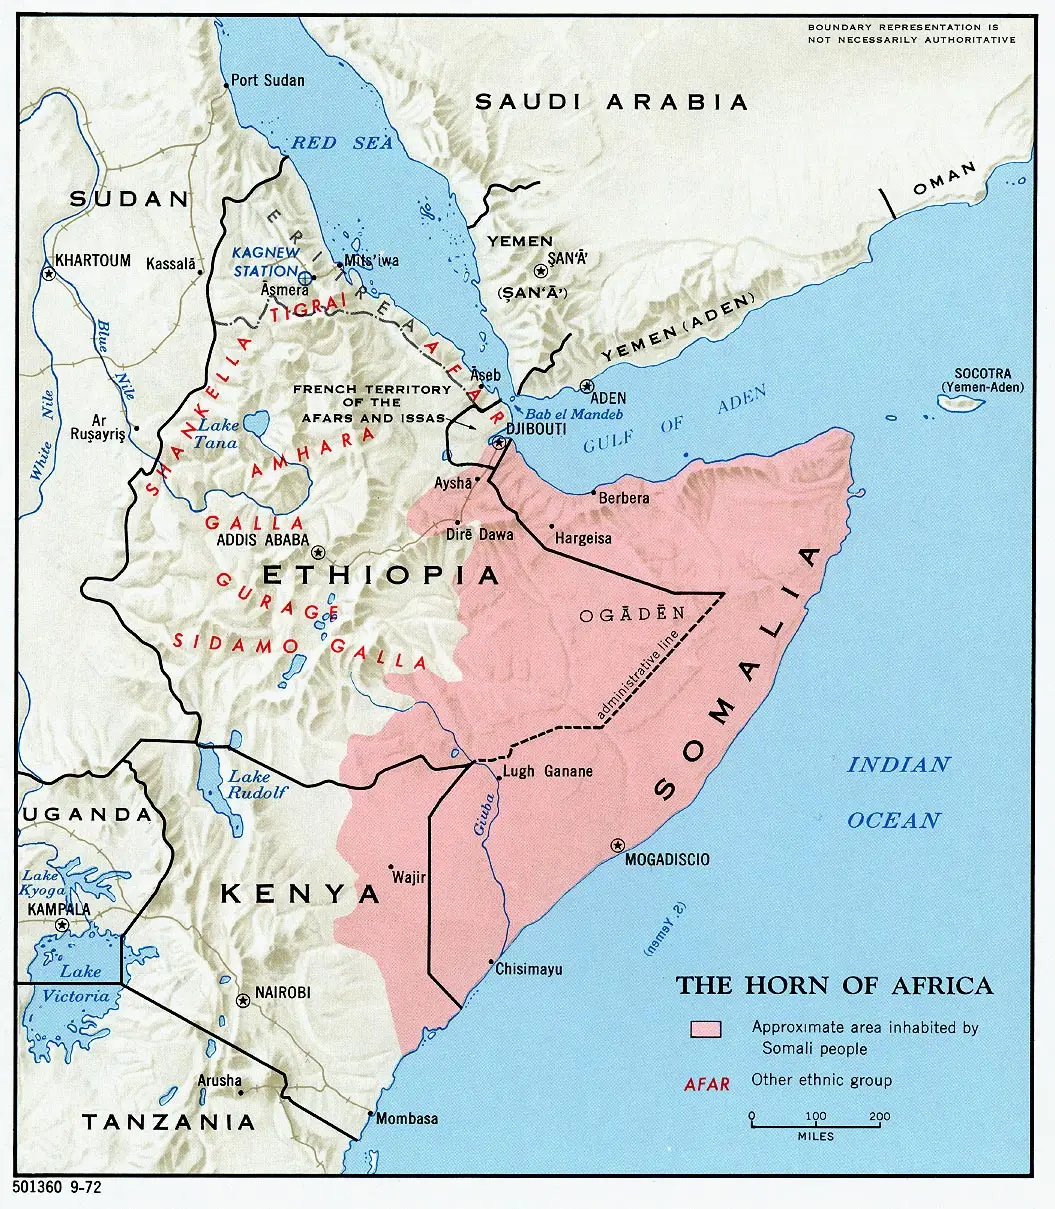 BOUNDARY REPRESENTATION IS
NOT NECESSARILY AUTHORITATIVE
Port Sudan
SAUDI ARABIA
RED SEA
SUDAN
OMAN
ERITREA
YEMEN
ṢAN'Ā'
(ṢAN'Ā')
KAGNEW
STATION
Mits'iwa
KHARTOUM
Kassalā
Āsmera
TIGRAI
YEMEN (ADEN)
Blue Nile
SHANKELLA
AFAR
Āseb
ADEN
SOCOTRA
(Yemen-Aden)
FRENCH TERRITORY
OF THE
AFARS AND ISSAS
Bab el Mandeb
GULF OF ADEN
White Nile
Ar
Ruṣayriṣ
Lake
Tana
AMHARA
DJIBOUTI
Ayshā
Berbera
GALLA
ADDIS ABABA
Dirē Dawa
Hargeisa
ETHIOPIA
GURAGE
OGĀDĒN
SIDAMO GALLA
administrative line
SOMALIA
Lake
Rudolf
Lugh Ganane
INDIAN
OCEAN
UGANDA
Giuba
MOGADISCIO
Lake
Kyoga
KENYA
Wajir
KAMPALA
(S. Yemen)
Lake
Victoria
Chisimayu
NAIROBI
THE HORN OF AFRICA
Approximate area inhabited by
Somali people
AFAR Other ethnic group
Arusha
TANZANIA
Mombasa
0 100 200
MILES
501360 9-72